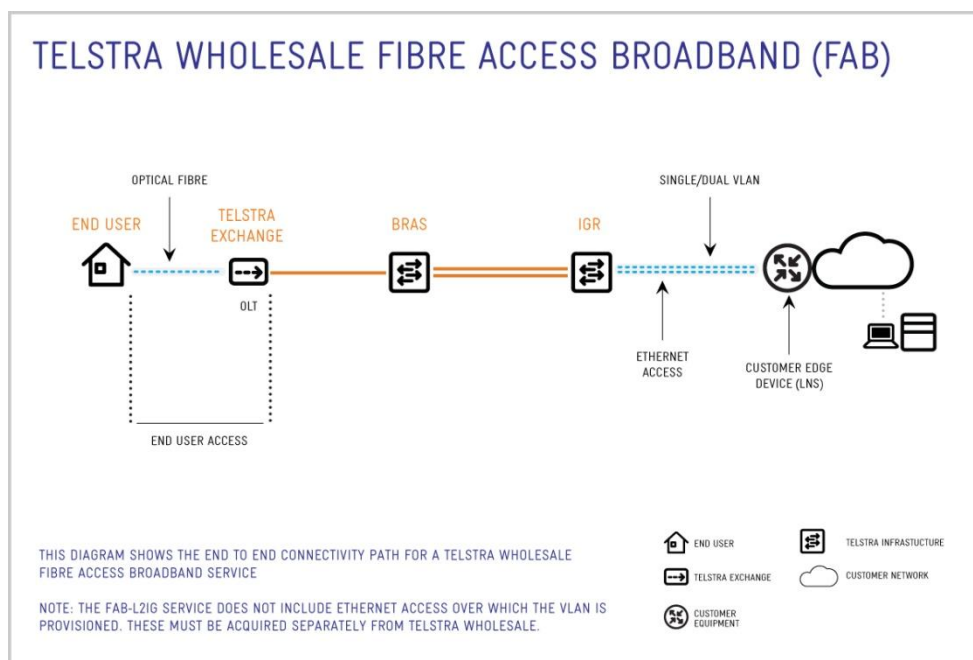 TELSTRA WHOLESALE FIBRE ACCESS BROADBAND (FAB)
OPTICAL FIBRE
SINGLE/DUAL VLAN
END USER
TELSTRA
EXCHANGE
BRAS
IGR
OLT
ETHERNET
ACCESS
CUSTOMER EDGE
DEVICE (LNS)
END USER ACCESS
THIS DIAGRAM SHOWS THE END TO END CONNECTIVITY PATH FOR A TELSTRA WHOLESALE
FIBRE ACCESS BROADBAND SERVICE
NOTE: THE FAB-L2IG SERVICE DOES NOT INCLUDE ETHERNET ACCESS OVER WHICH THE VLAN IS
PROVISIONED. THESE MUST BE ACQUIRED SEPARATELY FROM TELSTRA WHOLESALE.
END USER
TELSTRA INFRASTUCTURE
TELSTRA EXCHANGE
CUSTOMER NETWORK
CUSTOMER
EQUIPMENT